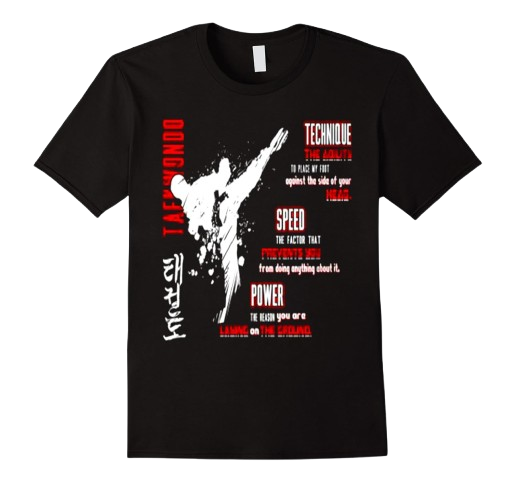 TAEKWONDO
태권도
TECHNIQUE
THE ABILITY
TO PLACE MY FOOT
against the side of your
HEAD.
SPEED
THE FACTOR THAT
PREVENTS YOU
from doing anything about it.
POWER
THE REASON you are
LAYING on THE GROUND.